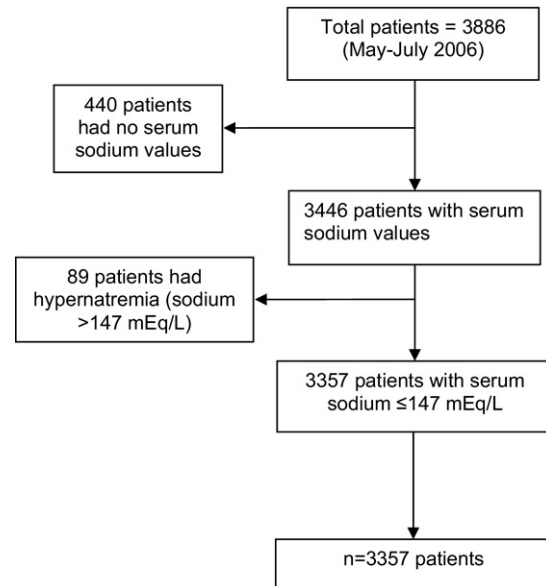 Total patients = 3886
(May-July 2006)
440 patients
had no serum
sodium values
3446 patients with serum
sodium values
89 patients had
hypernatremia (sodium
>147 mEq/L)
3357 patients with serum
sodium ≤147 mEq/L
n=3357 patients